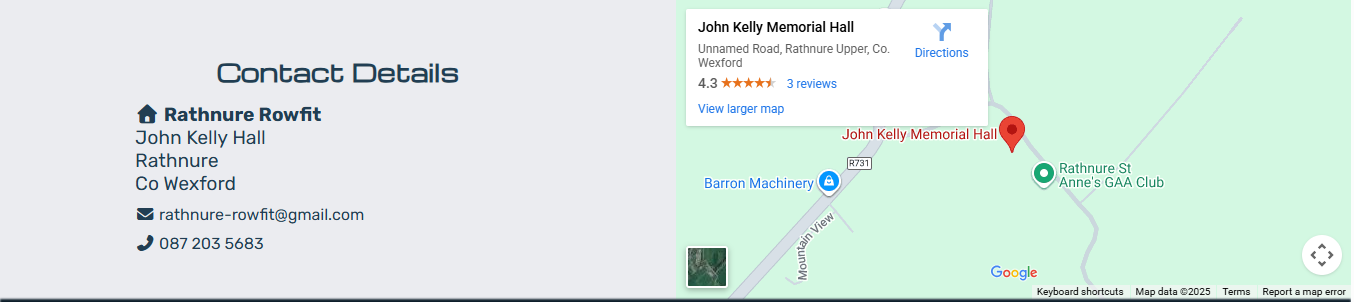 Contact Details
Rathnure Rowfit
John Kelly Hall
Rathnure
Co Wexford
rathnure-rowfit@gmail.com
087 203 5683
John Kelly Memorial Hall
Unnamed Road, Rathnure Upper, Co.
Wexford
4.3
3 reviews
View larger map
Directions
John Kelly Memorial Hall
R731
Barron Machinery
Rathnure St
Anne's GAA Club
Mountain View
Google
Keyboard shortcuts
Map data ©2025
Terms
Report a map error